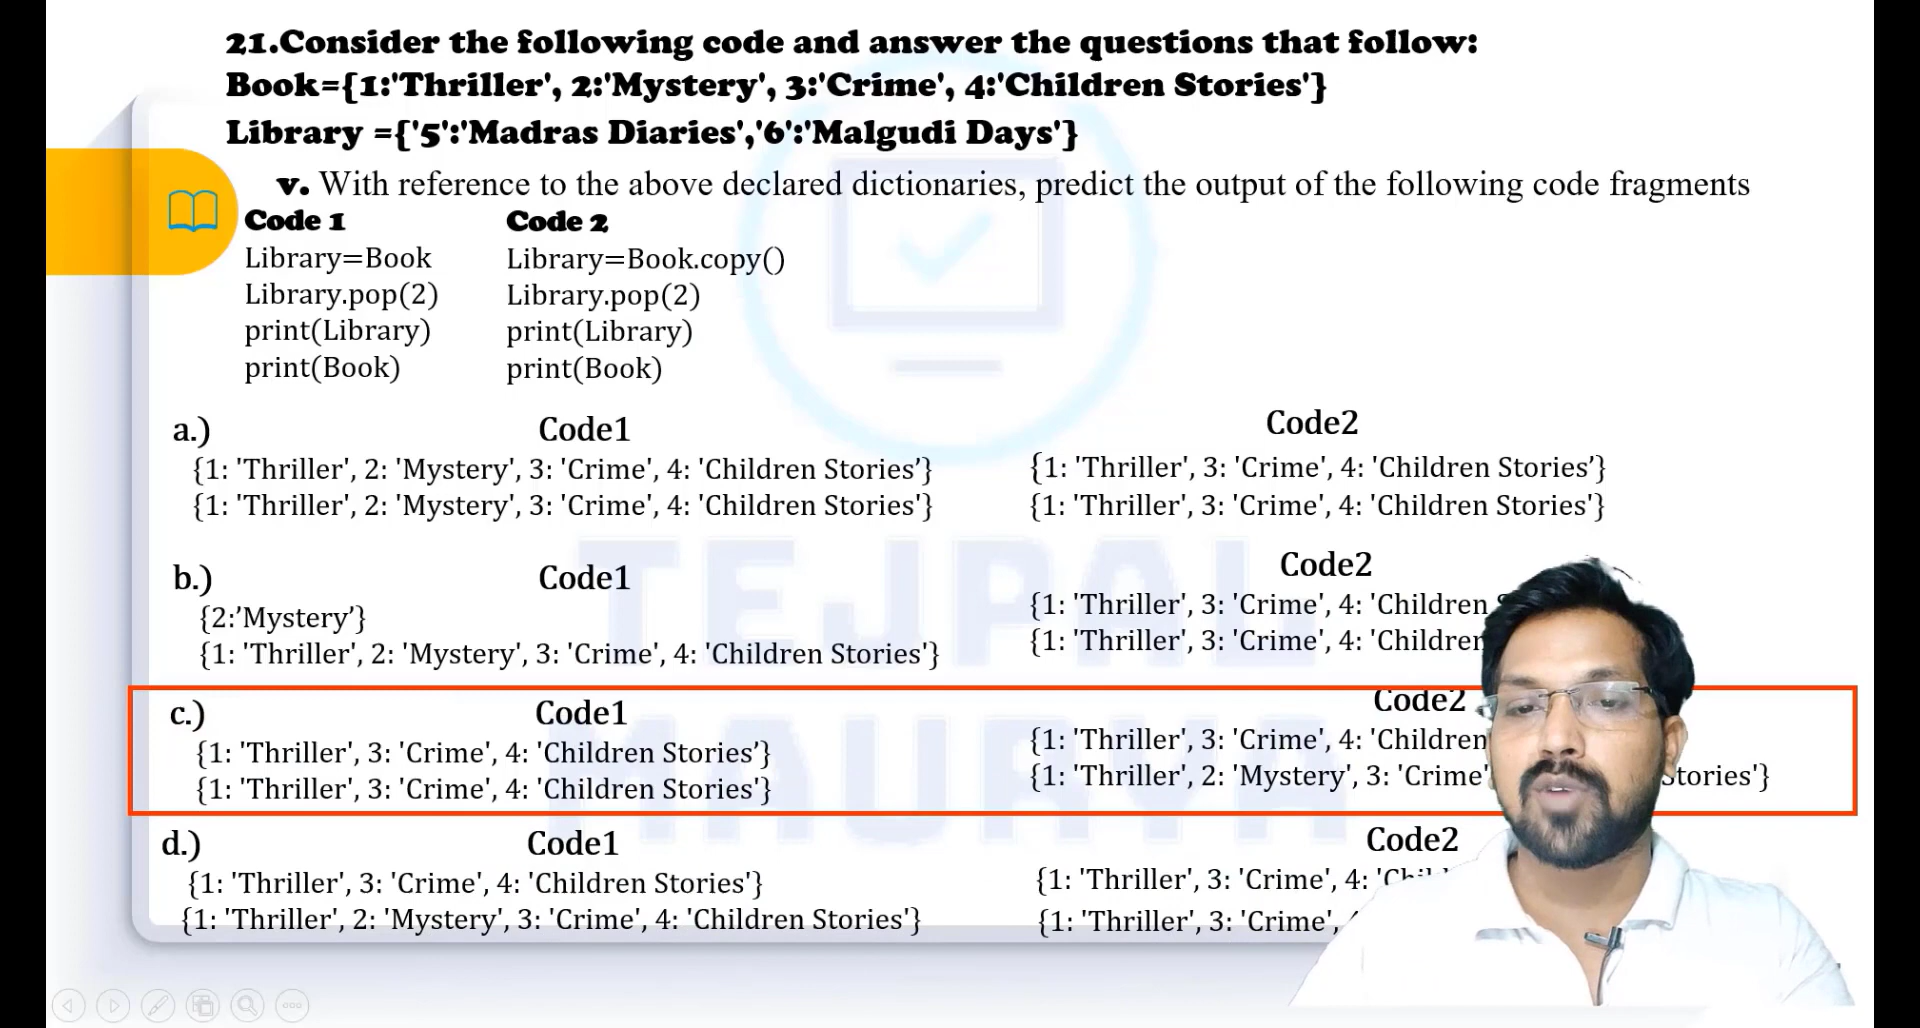 21.Consider the following code and answer the questions that follow:
Book={1:'Thriller', 2:'Mystery', 3:'Crime', 4:'Children Stories'}
Library ={'5':'Madras Diaries','6':'Malgudi Days'}
v. With reference to the above declared dictionaries, predict the output of the following code fragments
Code 1
Library=Book
Library.pop(2)
print(Library)
print(Book)
Code 2
Library=Book.copy()
Library.pop(2)
print(Library)
print(Book)
a.)
Code1
{1: 'Thriller', 2: 'Mystery', 3: 'Crime', 4: 'Children Stories’}
{1: 'Thriller', 2: 'Mystery', 3: 'Crime', 4: 'Children Stories'}
Code2
{1: 'Thriller', 3: 'Crime', 4: 'Children Stories’}
{1: 'Thriller', 3: 'Crime', 4: 'Children Stories'}
b.)
Code1
{2:’Mystery’}
{1: 'Thriller', 2: 'Mystery', 3: 'Crime', 4: 'Children Stories'}
Code2
{1: 'Thriller', 3: 'Crime', 4: 'Children
{1: 'Thriller', 3: 'Crime', 4: 'Children
c.)
Code1
{1: 'Thriller', 3: 'Crime', 4: 'Children Stories’}
{1: 'Thriller', 3: 'Crime', 4: 'Children Stories'}
Code2
{1: 'Thriller', 3: 'Crime', 4: 'Children
{1: 'Thriller', 2: 'Mystery', 3: 'Crime' tories'}
d.)
Code1
{1: 'Thriller', 3: 'Crime', 4: 'Children Stories'}
{1: 'Thriller', 2: 'Mystery', 3: 'Crime', 4: 'Children Stories'}
Code2
{1: 'Thriller', 3: 'Crime', 4:
{1: 'Thriller', 3: 'Crime',
TEJPAL
MAURYA